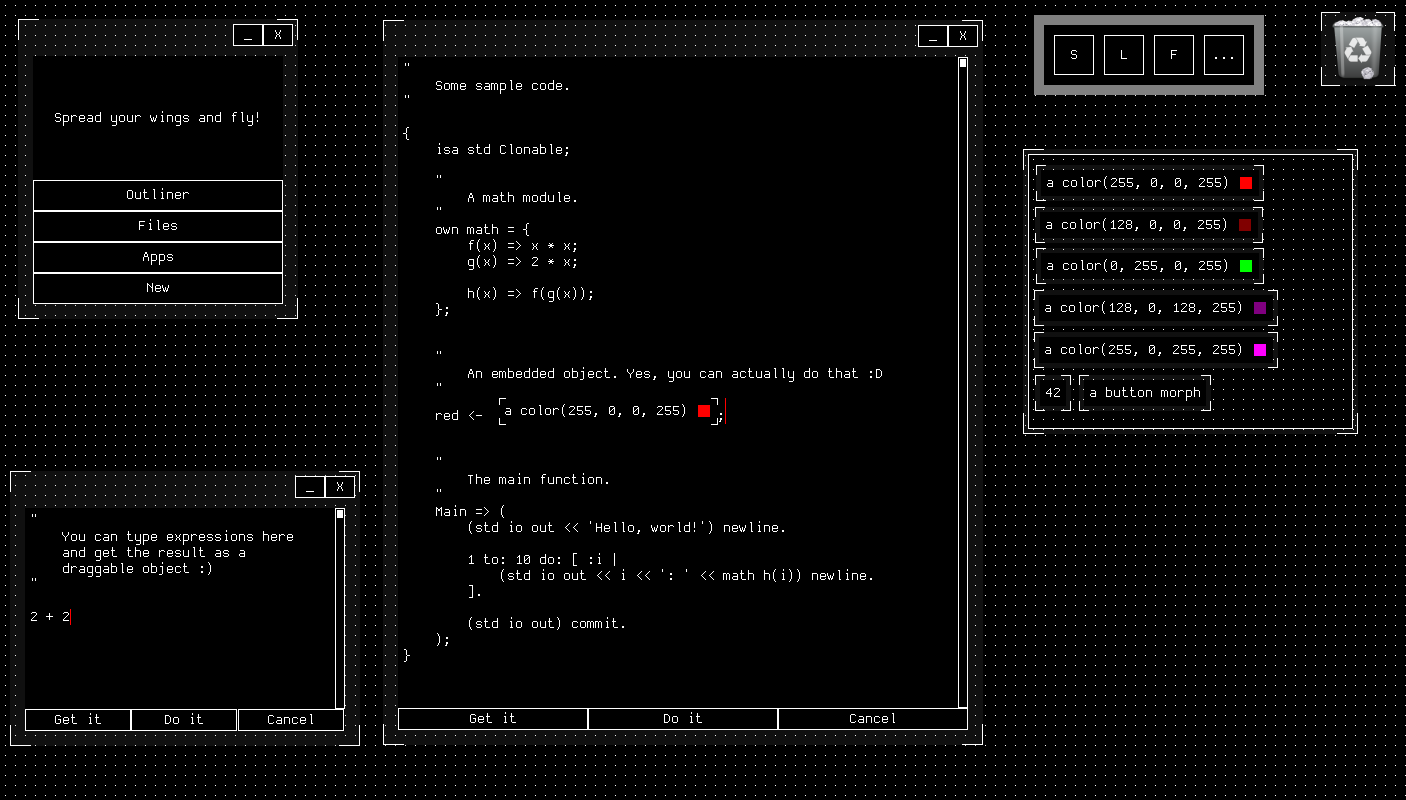 _ X
Spread your wings and fly!
Outliner
Files
Apps
New
_ X
"
You can type expressions here
and get the result as a
draggable object :)
"
2 + 2
Get it Do it Cancel
_ X
"
Some sample code.
"
{
isa std Clonable;
"
A math module.
"
own math = {
f(x) => x * x;
g(x) => 2 * x;
h(x) => f(g(x));
};
"
An embedded object. Yes, you can actually do that :D
"
red <- a color(255, 0, 0, 255) ;
"
The main function.
"
Main => (
(std io out << 'Hello, world!') newline.
1 to: 10 do: [ :i |
(std io out << i << ': ' << math h(i)) newline.
].
(std io out) commit.
);
}
Get it Do it Cancel
S L F ...
a color(255, 0, 0, 255)
a color(128, 0, 0, 255)
a color(0, 255, 0, 255)
a color(128, 0, 128, 255)
a color(255, 0, 255, 255)
42 a button morph